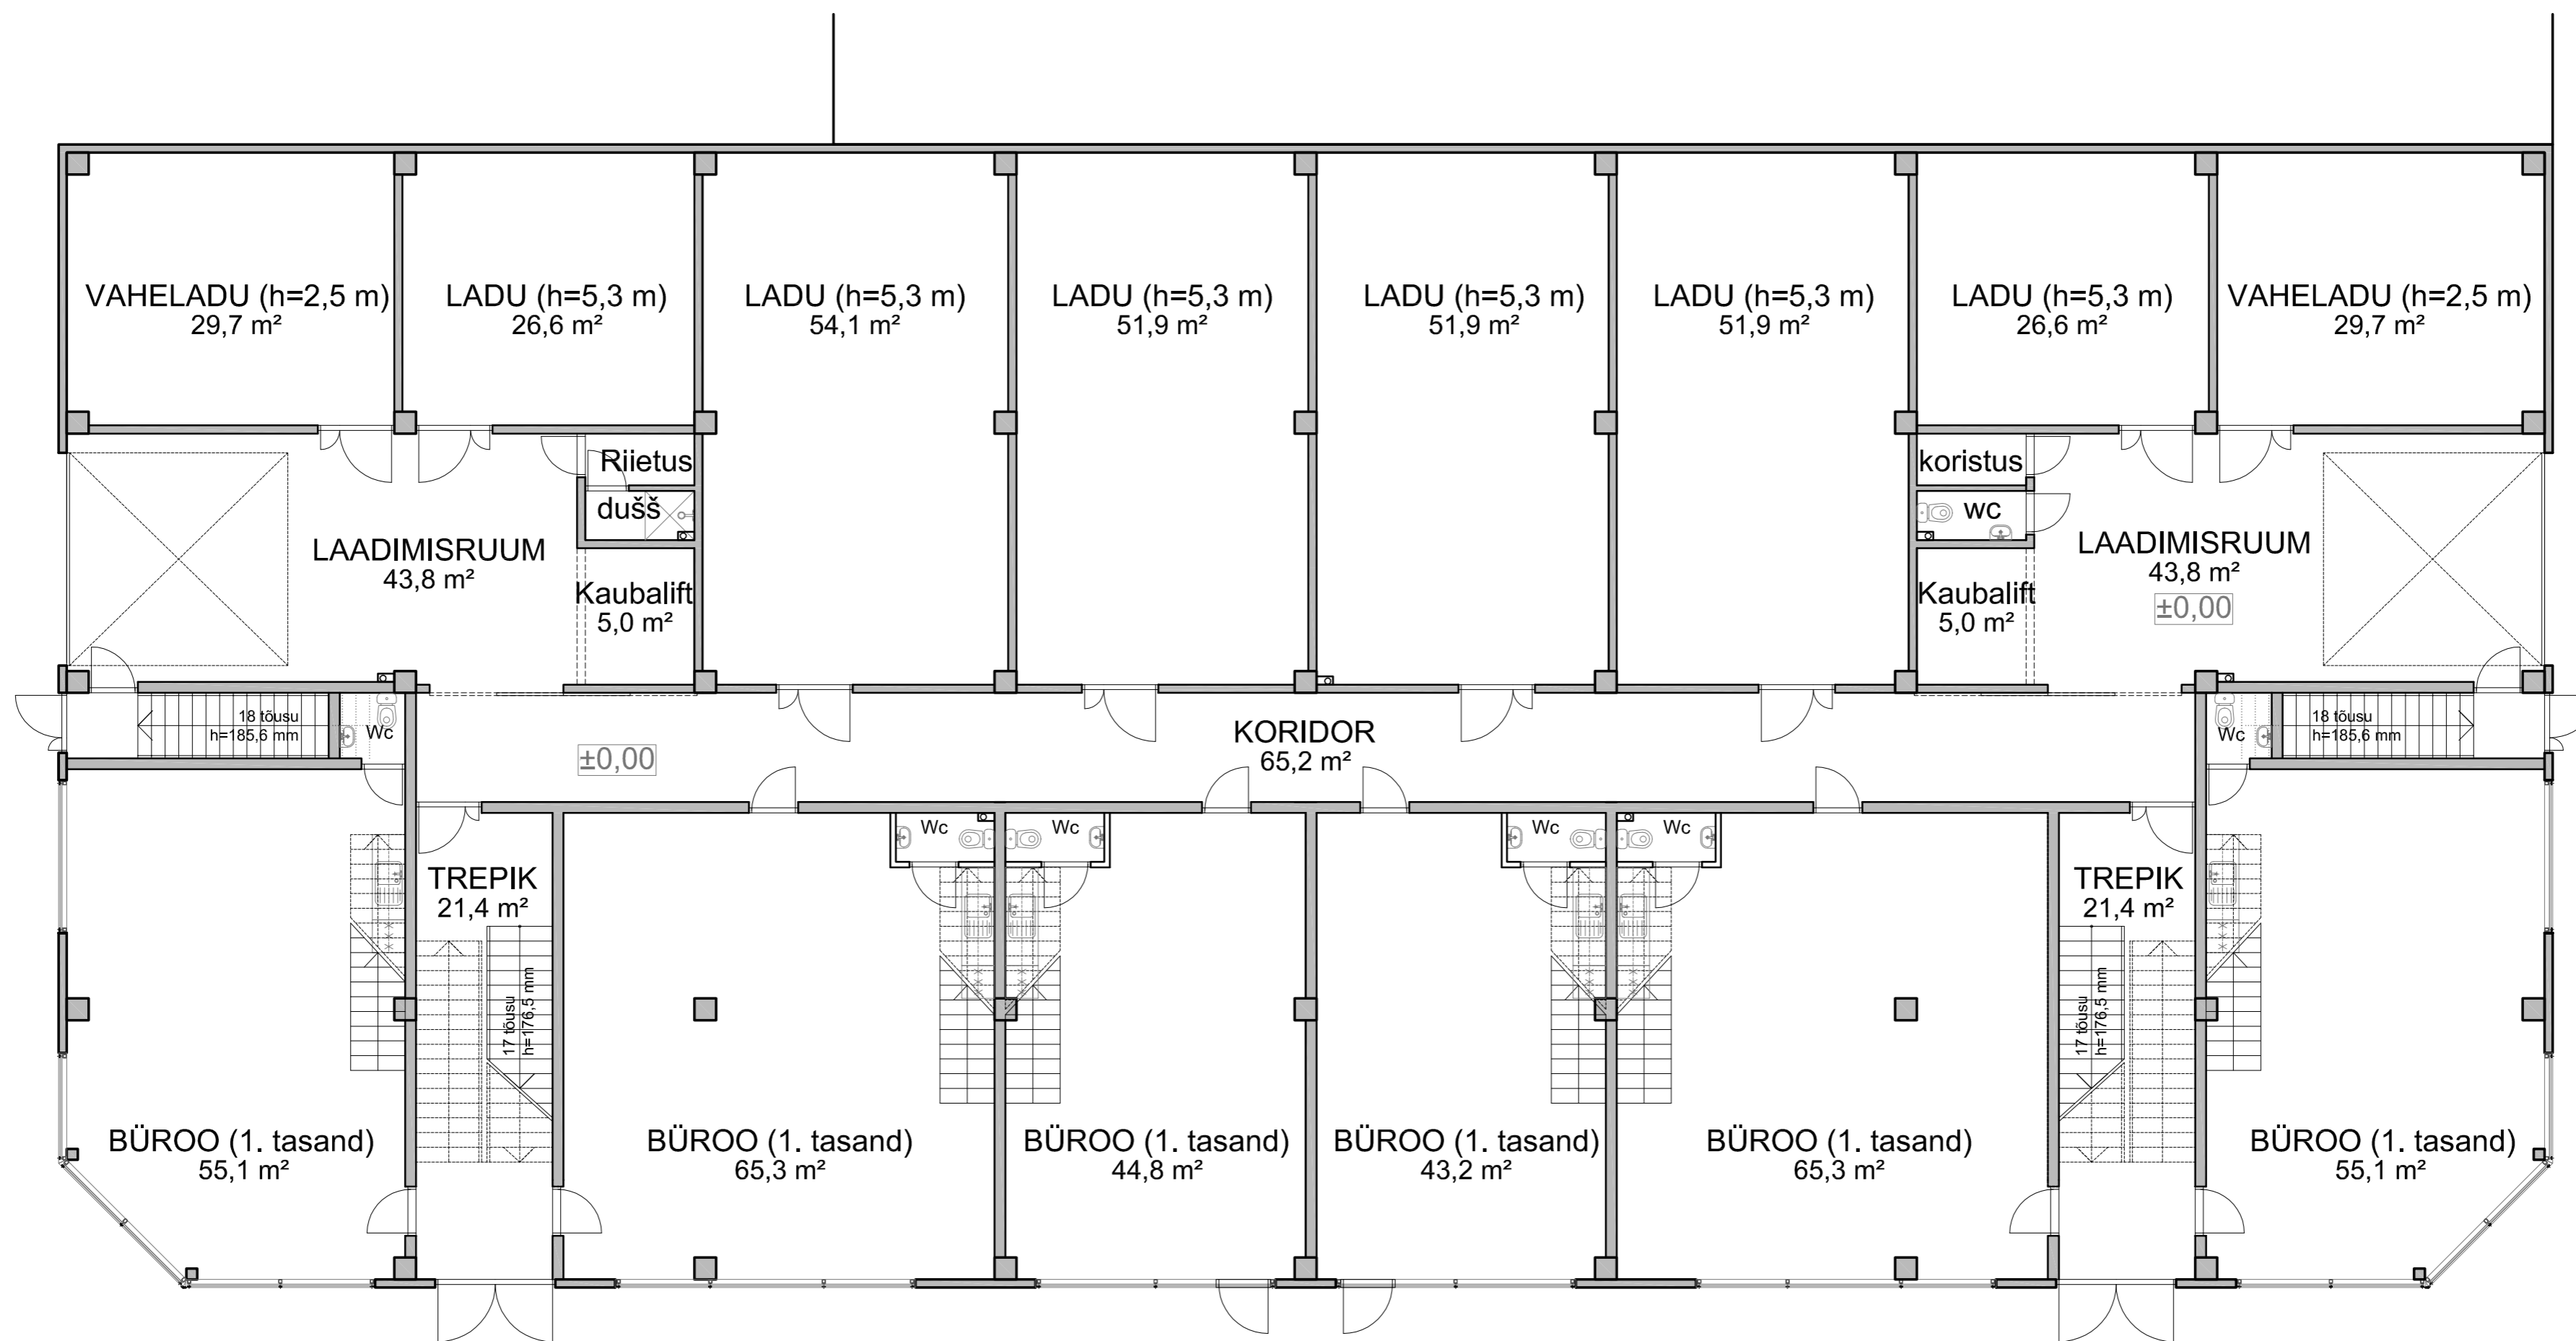 VAHELADU (h=2,5 m)
29,7 m²
LADU (h=5,3 m)
26,6 m²
LADU (h=5,3 m)
54,1 m²
LADU (h=5,3 m)
51,9 m²
LADU (h=5,3 m)
51,9 m²
LADU (h=5,3 m)
51,9 m²
LADU (h=5,3 m)
26,6 m²
VAHELADU (h=2,5 m)
29,7 m²
Riietus
dušš
LAADIMISRUUM
43,8 m²
Kaubalift
5,0 m²
koristus
wc
LAADIMISRUUM
43,8 m²
±0,00
Kaubalift
5,0 m²
18 tõusu
h=185,6 mm
Wc
±0,00
KORIDOR
65,2 m²
Wc
18 tõusu
h=185,6 mm
Wc
Wc
Wc
Wc
TREPIK
21,4 m²
17 tõusu
h=176,5 mm
TREPIK
21,4 m²
17 tõusu
h=176,5 mm
BÜROO (1. tasand)
55,1 m²
BÜROO (1. tasand)
65,3 m²
BÜROO (1. tasand)
44,8 m²
BÜROO (1. tasand)
43,2 m²
BÜROO (1. tasand)
65,3 m²
BÜROO (1. tasand)
55,1 m²